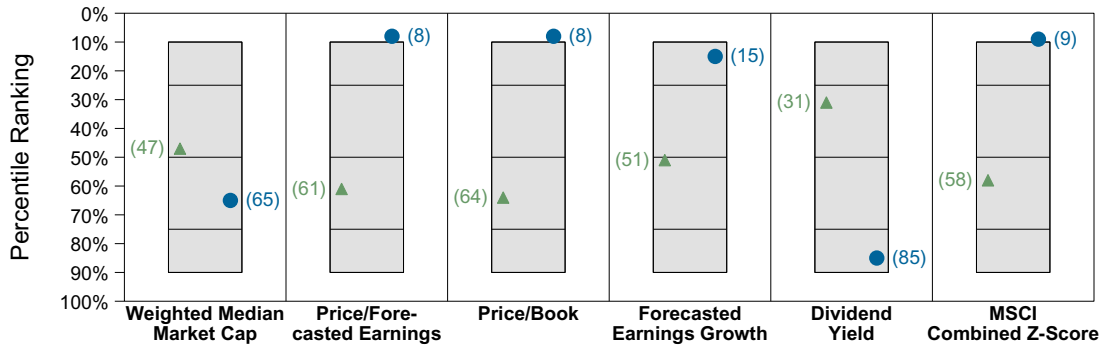 Percentile Ranking
0%
10%
20%
30%
40%
50%
60%
70%
80%
90%
100%
(47)
(65)
(61)
(8)
(64)
(8)
(51)
(15)
(31)
(85)
(58)
(9)
Weighted Median
Market Cap
Price/Fore-
casted Earnings
Price/Book
Forecasted
Earnings Growth
Dividend
Yield
MSCI
Combined Z-Score